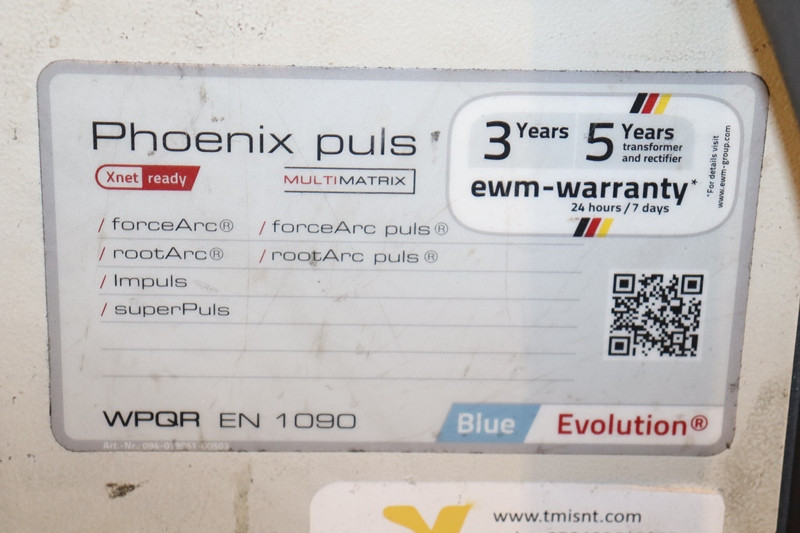 Phoenix puls
Xnet ready
MULTIMATRIX
/ forceArc® / forceArc puls®
/ rootArc® / rootArc puls®
/ Impuls
/ superPuls
WPQR EN 1090
3 Years 5 Years
transformer
and rectifier
ewm-warranty*
24 hours / 7 days
*For details visit
www.ewm-group.com
Blue Evolution®
Art.-Nr.
www.tmisnt.com